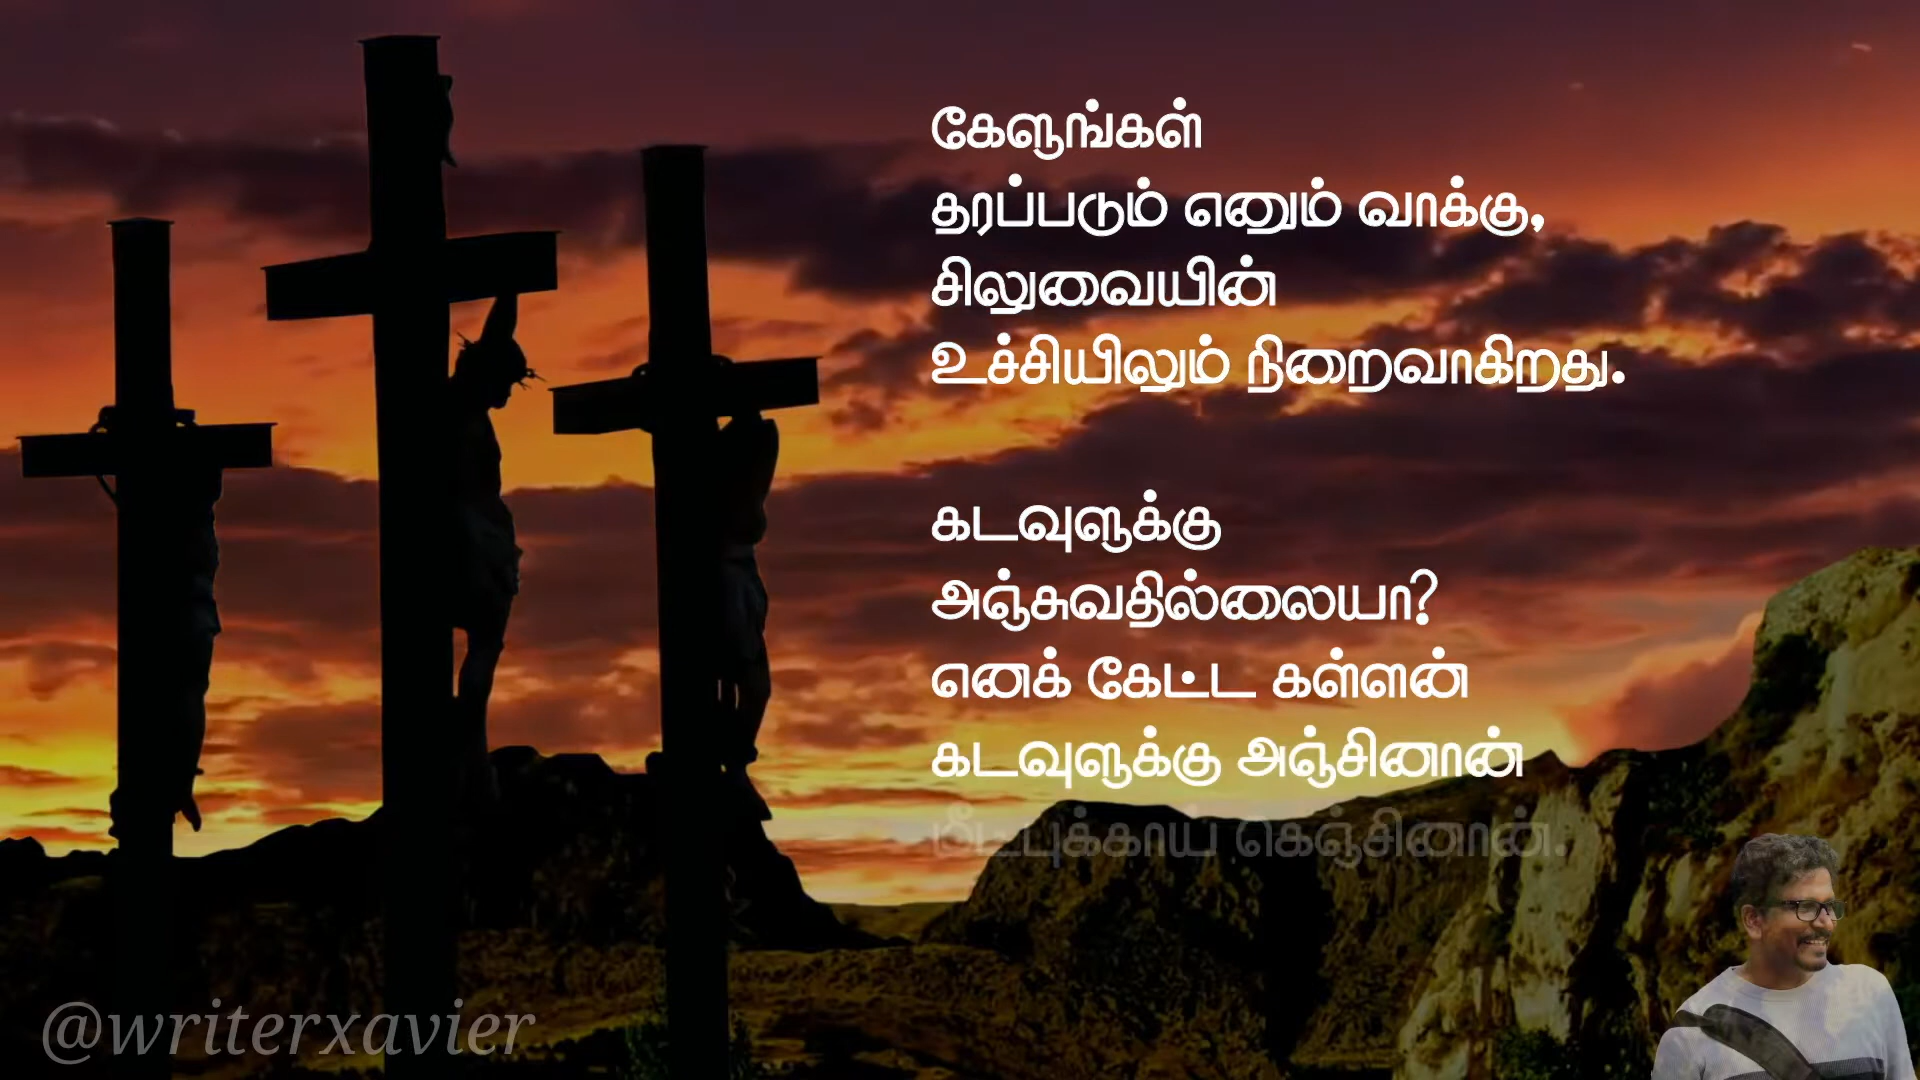 கேளுங்கள்
தரப்படும் எனும் வாக்கு,
சிலுவையின்
உச்சியிலும் நிறைவாகிறது.
கடவுளுக்கு
அஞ்சுவதில்லையா?
எனக் கேட்ட கள்ளன்
கடவுளுக்கு அஞ்சினான்
மீட்புக்காய் கெஞ்சினான்.
@writerxavier